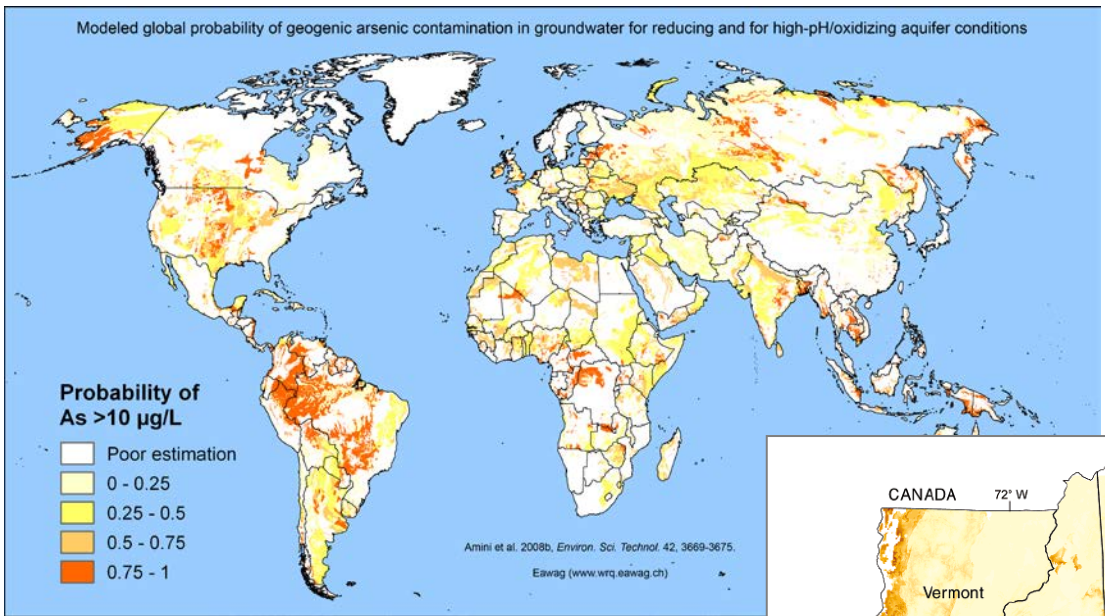 Modeled global probability of geogenic arsenic contamination in groundwater for reducing and for high-pH/oxidizing aquifer conditions
Probability of
As >10 µg/L
Poor estimation
0 - 0.25
0.25 - 0.5
0.5 - 0.75
0.75 - 1
Amini et al. 2008b, Environ. Sci. Technol. 42, 3669-3675.
Eawag (www.wrq.eawag.ch)
CANADA 72° W
Vermont